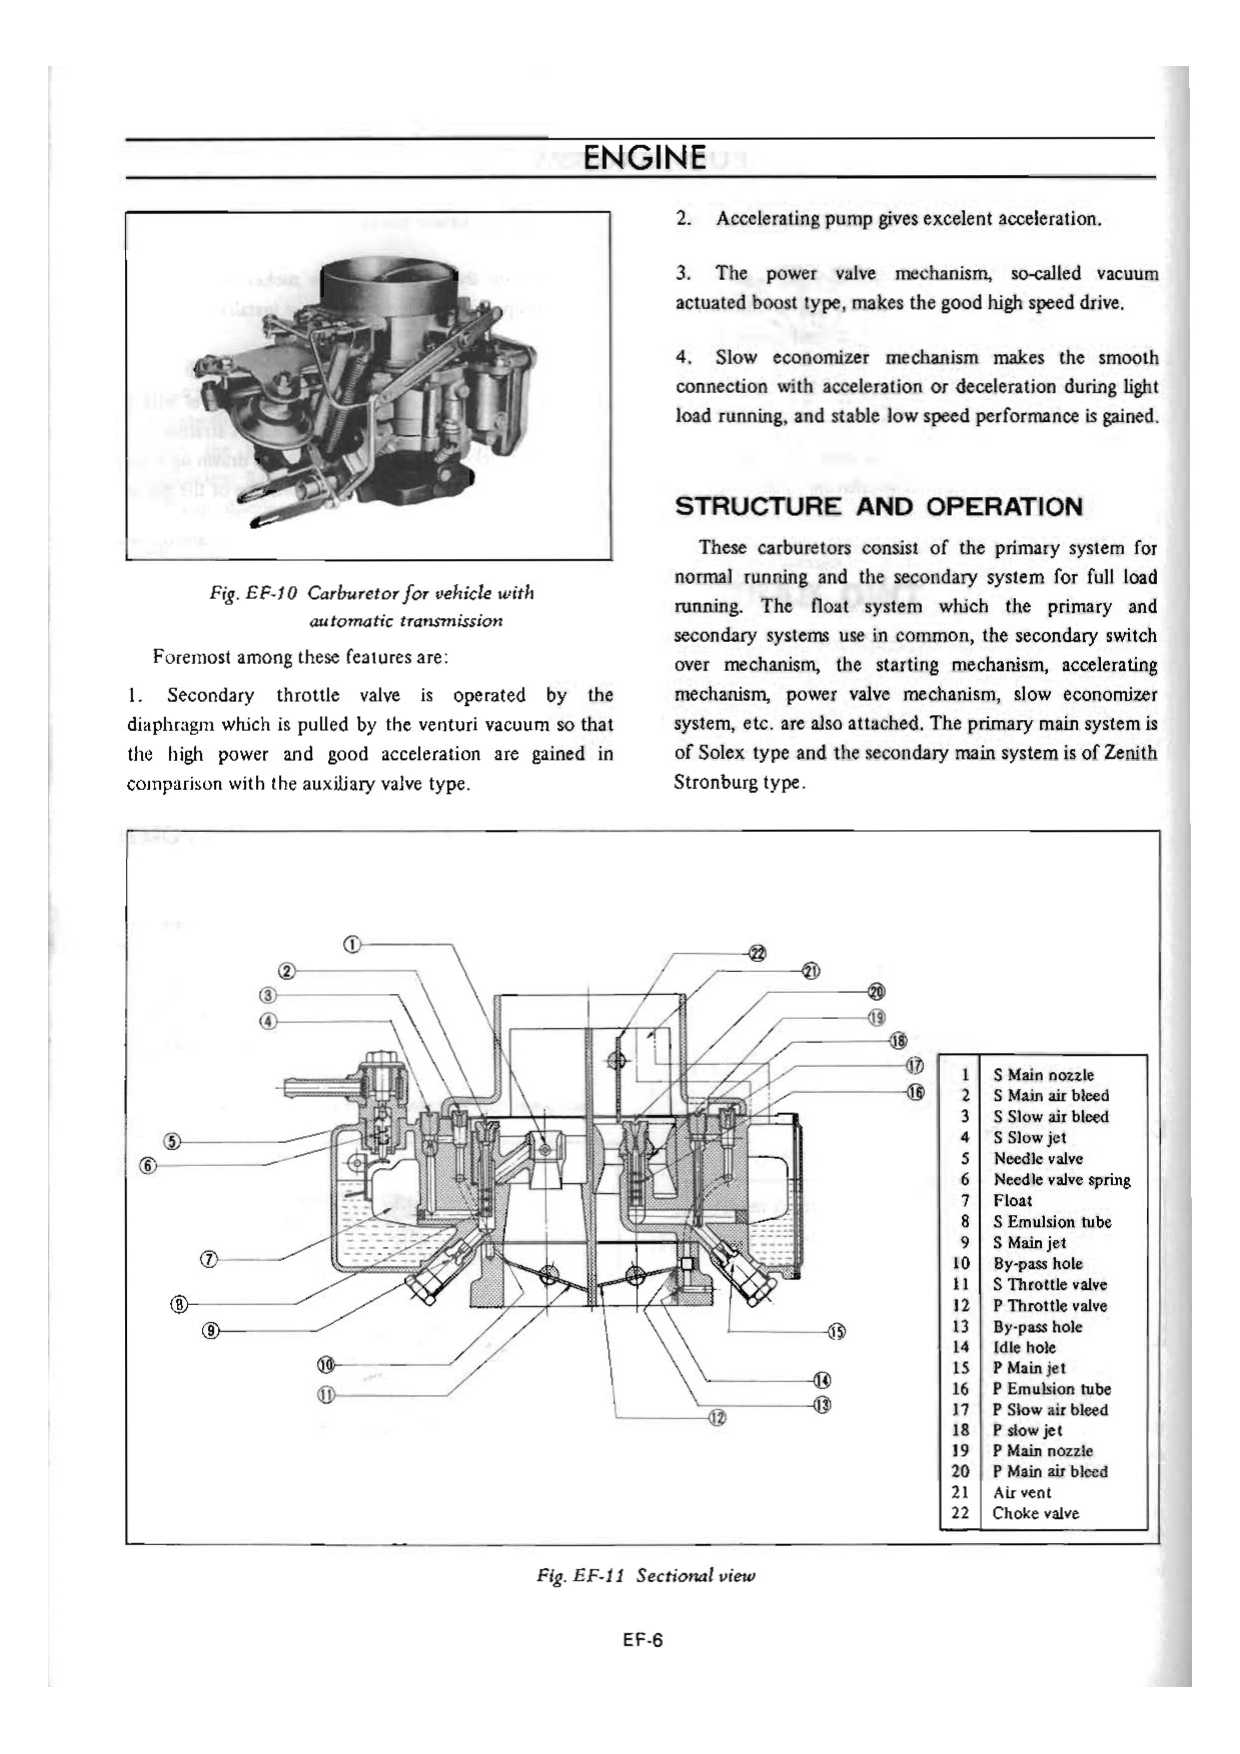 ENGINE
Fig. EF-10 Carburetor for vehicle with
automatic transmission
Foremost among these features are:
1. Secondary throttle valve is operated by the
diaphragm which is pulled by the venturi vacuum so that
the high power and good acceleration are gained in
comparison with the auxiliary valve type.
2. Accelerating pump gives excelent acceleration.
3. The power valve mechanism, so-called vacuum
actuated boost type, makes the good high speed drive.
4. Slow economizer mechanism makes the smooth
connection with acceleration or deceleration during light
load running, and stable low speed performance is gained.
STRUCTURE AND OPERATION
These carburetors consist of the primary system for
normal running and the secondary system for full load
running. The float system which the primary and
secondary systems use in common, the secondary switch
over mechanism, the starting mechanism, accelerating
mechanism, power valve mechanism, slow economizer
system, etc. are also attached. The primary main system is
of Solex type and the secondary main system is of Zenith
Stronburg type.
1
2
3
4
5
6
7
8
9
10
11
22
21
20
19
18
17
16
15
14
13
12
1 S Main nozzle
2 S Main air bleed
3 S Slow air bleed
4 S Slow jet
5 Needle valve
6 Needle valve spring
7 Float
8 S Emulsion tube
9 S Main jet
10 By-pass hole
11 S Throttle valve
12 P Throttle valve
13 By-pass hole
14 Idle hole
15 P Main jet
16 P Emulsion tube
17 P Slow air bleed
18 P slow jet
19 P Main nozzle
20 P Main air bleed
21 Air vent
22 Choke valve
Fig. EF-11 Sectional view
EF-6